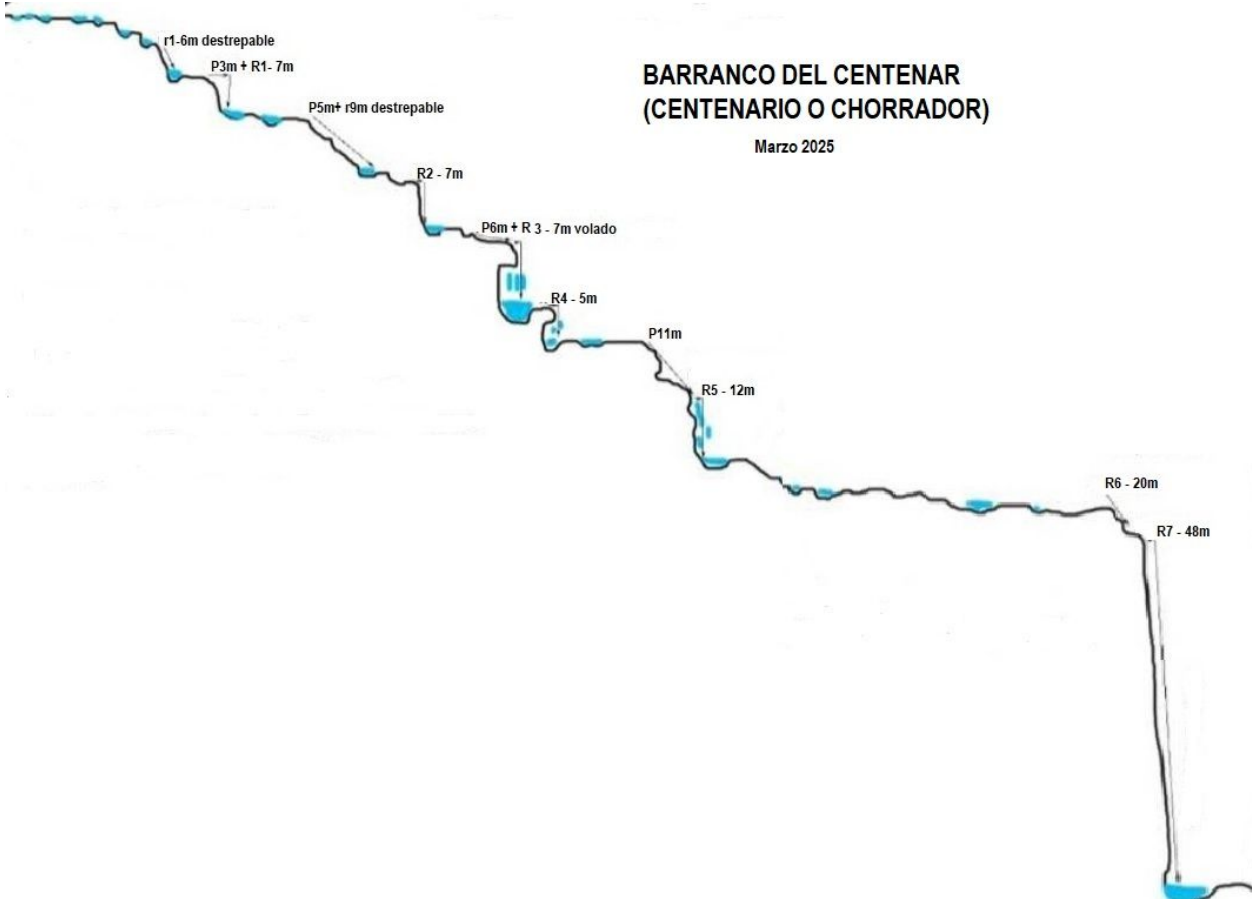 r1-6m destrepable
P3m + R1- 7m
BARRANCO DEL CENTENAR
(CENTENARIO O CHORRADOR)
Marzo 2025
P5m+ r9m destrepable
R2 - 7m
P6m + R 3 - 7m volado
R4 - 5m
P11m
R5 - 12m
R6 - 20m
R7 - 48m